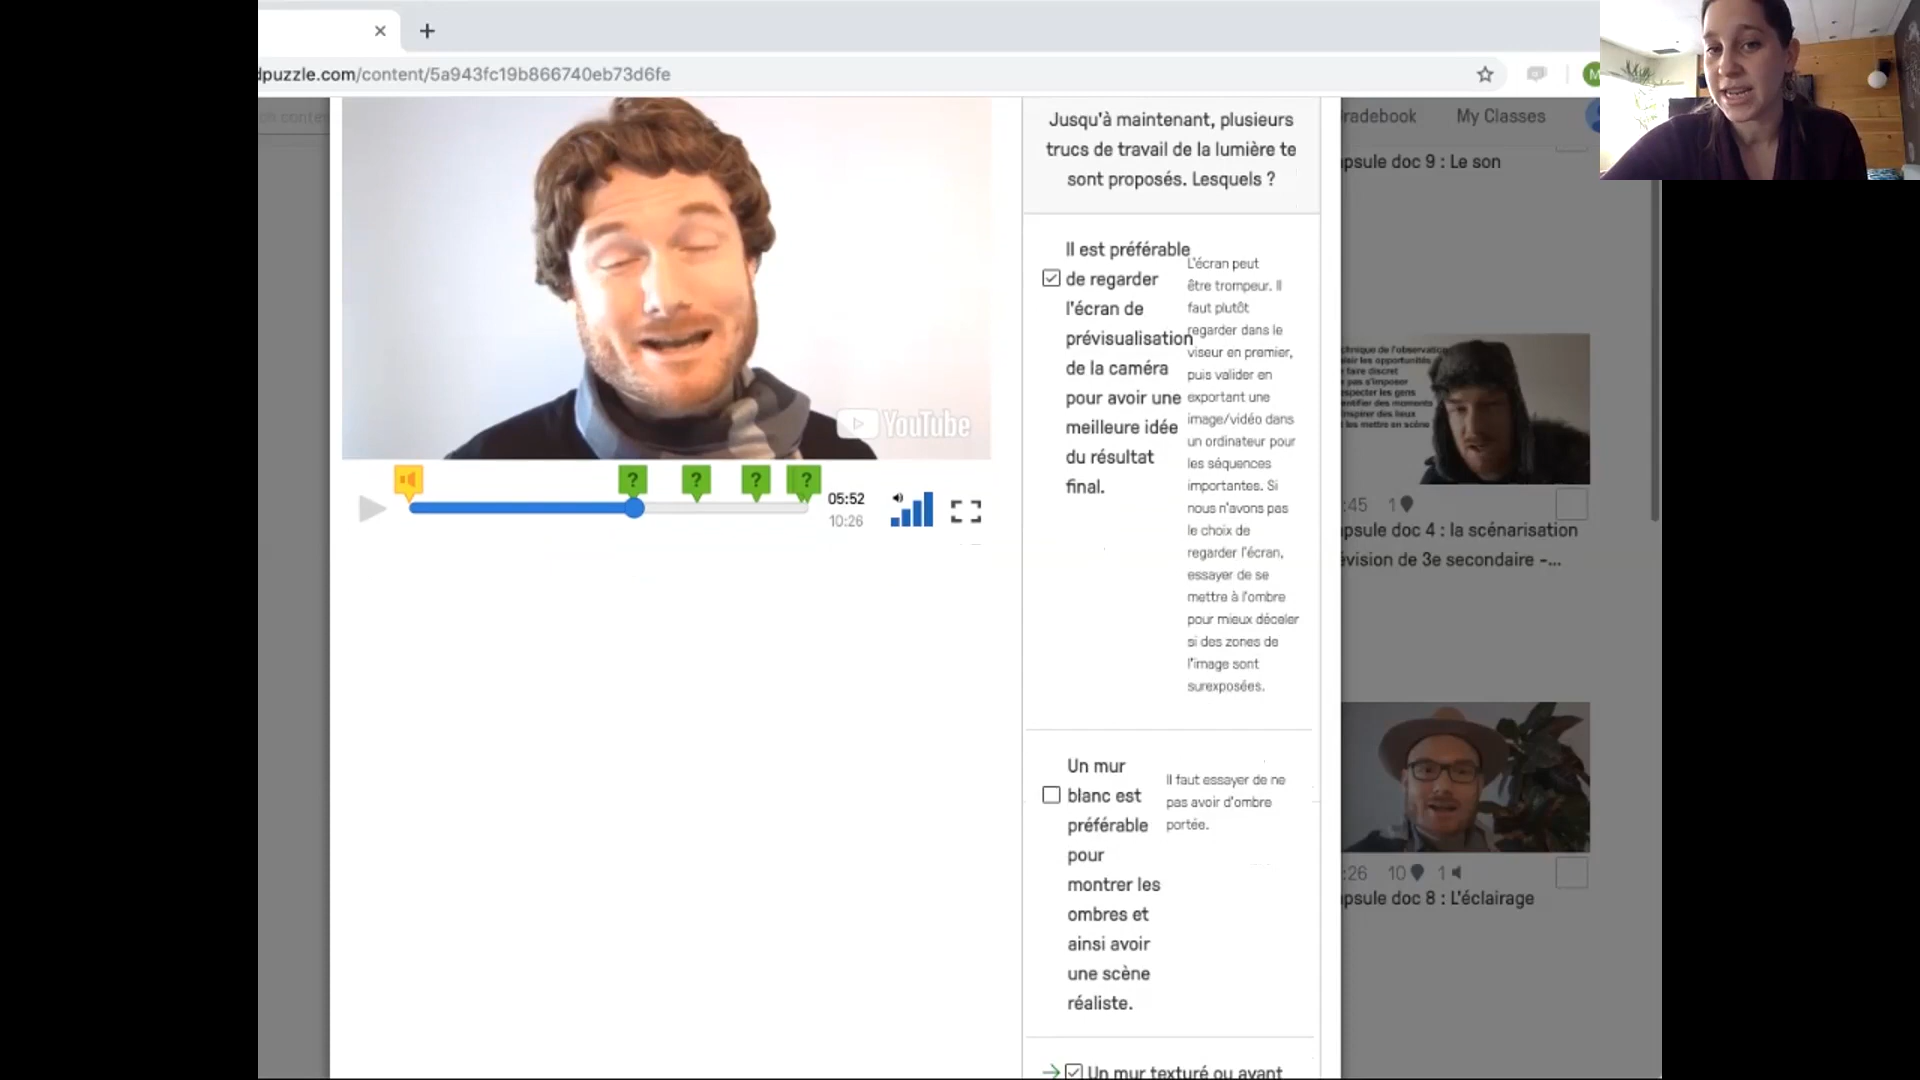 dpuzzle.com/content/5a943fc19b866740eb73d6fe
M
Jusqu'à maintenant, plusieurs
trucs de travail de la lumière te
sont proposés. Lesquels ?
Il est préférable
de regarder
l'écran de
prévisualisation
de la caméra
pour avoir une
meilleure idée
du résultat
final.
L'écran peut
être trompeur. Il
faut plutôt
regarder dans le
viseur en premier,
puis valider en
exportant une
image/vidéo dans
un ordinateur pour
les séquences
importantes. Si
nous n'avons pas
le choix de
regarder l'écran,
essayer de se
mettre à l'ombre
pour mieux déceler
si des zones de
l'image sont
surexposées.
Un mur
blanc est
préférable
pour
montrer les
ombres et
ainsi avoir
une scène
réaliste.
Il faut essayer de ne
pas avoir d'ombre
portée.
Un mur texturé ou ayant
YouTube
? ? ? ?
05:52
10:26
radebook My Classes
apsule doc 9 : Le son
:45 1
apsule doc 4 : la scénarisation
évision de 3e secondaire -...
:26 10 1
apsule doc 8 : L'éclairage